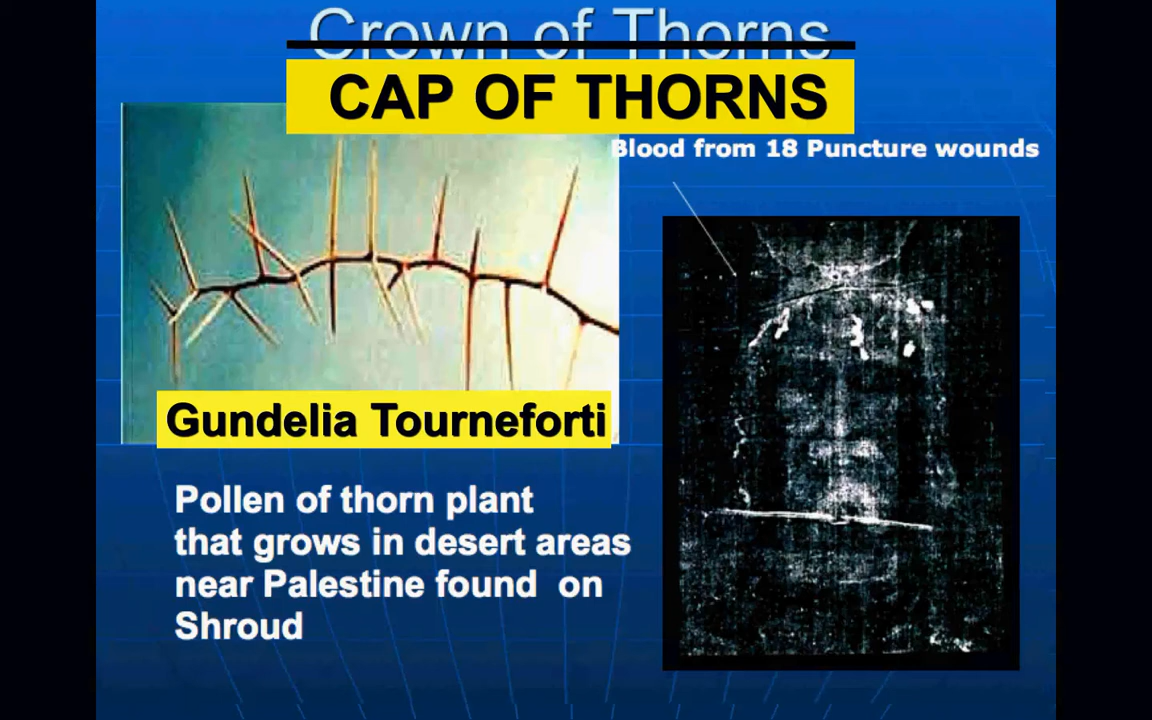 Crown of Thorns
CAP OF THORNS
Blood from 18 Puncture wounds
Gundelia Tourneforti
Pollen of thorn plant
that grows in desert areas
near Palestine found on
Shroud